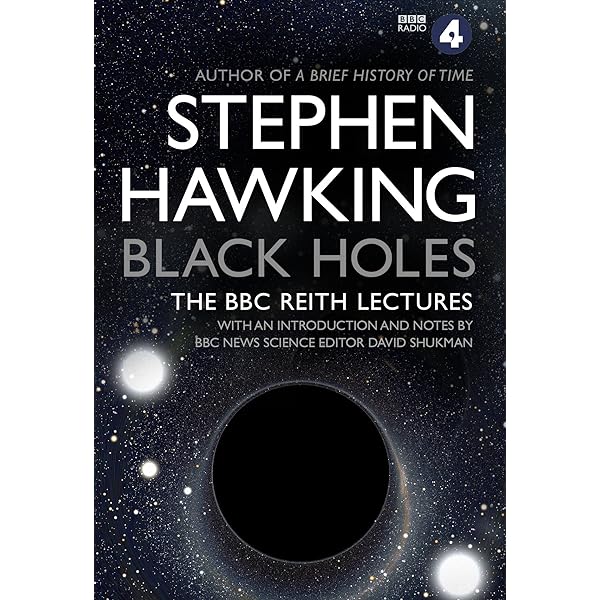 BBC
RADIO
4
AUTHOR OF A BRIEF HISTORY OF TIME
STEPHEN
HAWKING
BLACK HOLES
THE BBC REITH LECTURES
WITH AN INTRODUCTION AND NOTES BY
BBC NEWS SCIENCE EDITOR DAVID SHUKMAN